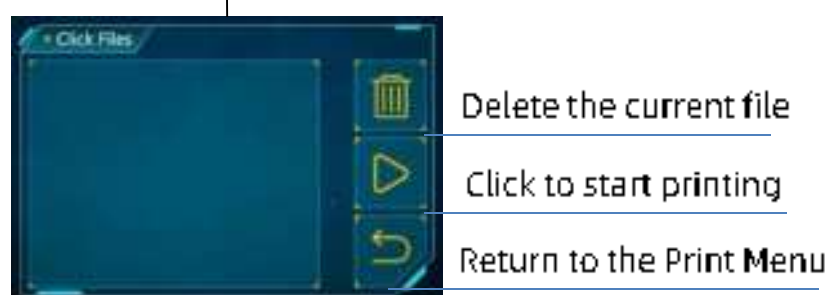 • Click Files
Delete the current file
Click to start printing
Return to the Print Menu